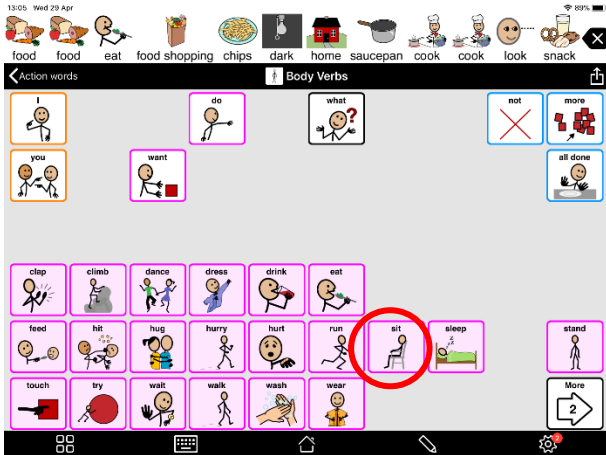 13:05 Wed 29 Apr 89%
food food eat food shopping chips dark home saucepan cook cook look snack
Action words Body Verbs
I do what not more
you want all done
clap climb dance dress drink eat
feed hit hug hurry hurt run sit sleep stand
touch try wait walk wash wear More
2
2